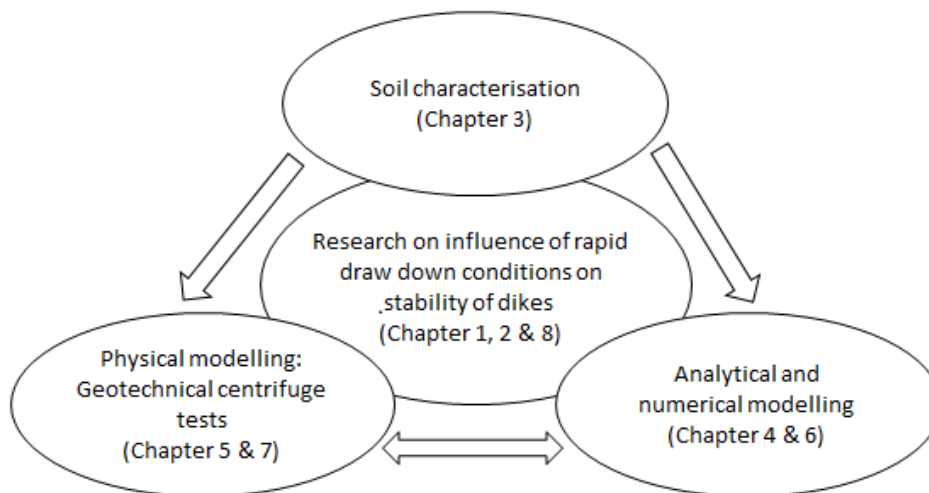 Soil characterisation
(Chapter 3)
Research on influence of rapid
draw down conditions on
stability of dikes
(Chapter 1, 2 & 8)
Physical modelling:
Geotechnical centrifuge
tests
(Chapter 5 & 7)
Analytical and
numerical modelling
(Chapter 4 & 6)